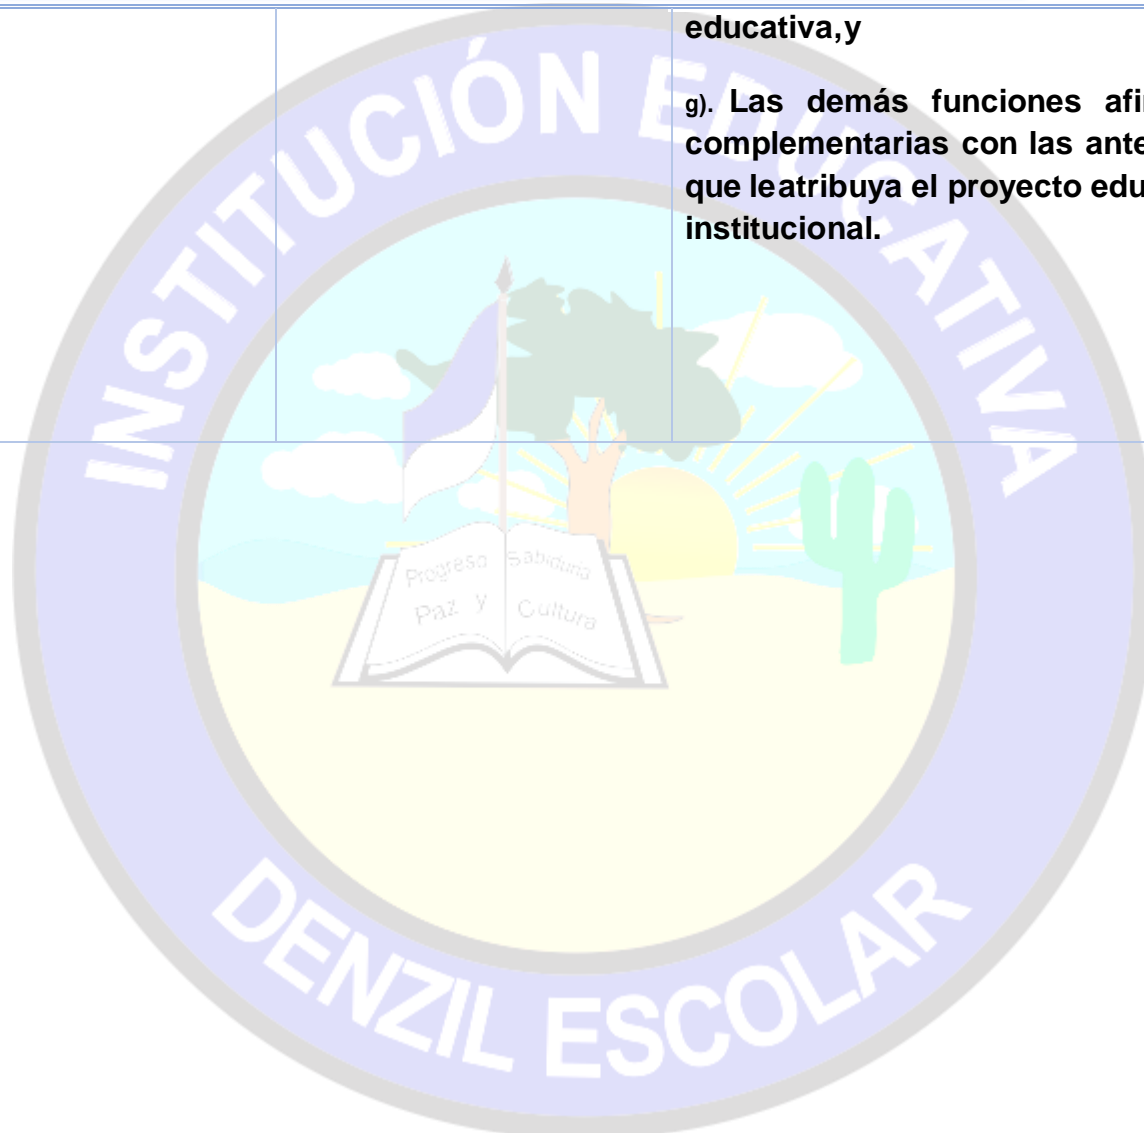 educativa,y
g). Las demás funciones
complementarias con las
que leatribuya el proyecto
institucional.
INSTITUCIÓN EDUCATIVA
Progreso Sabiduria
Paz y Cultura
DENZIL ESCOLAR